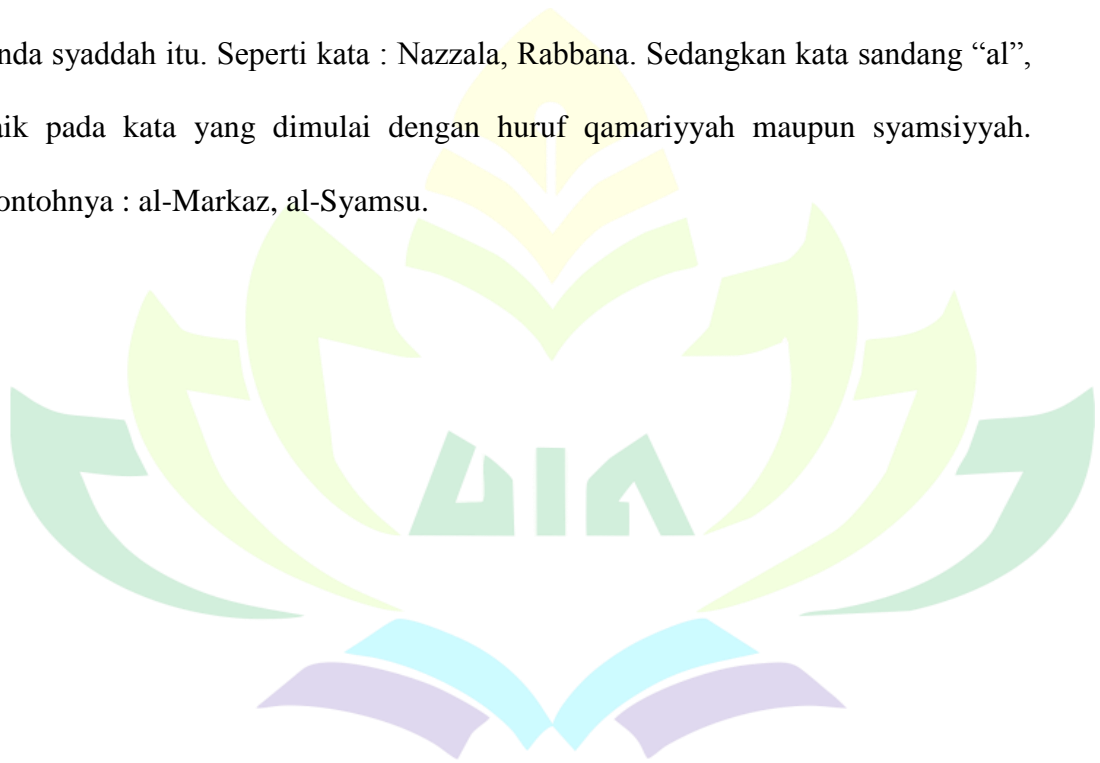 nda syaddah itu. Seperti kata : Nazzala, Rabbana. Sedangkan kata sandang “al”,
aik pada kata yang dimulai dengan huruf qamariyyah maupun syamsiyyah.
ontohnya : al-Markaz, al-Syamsu.
UIN